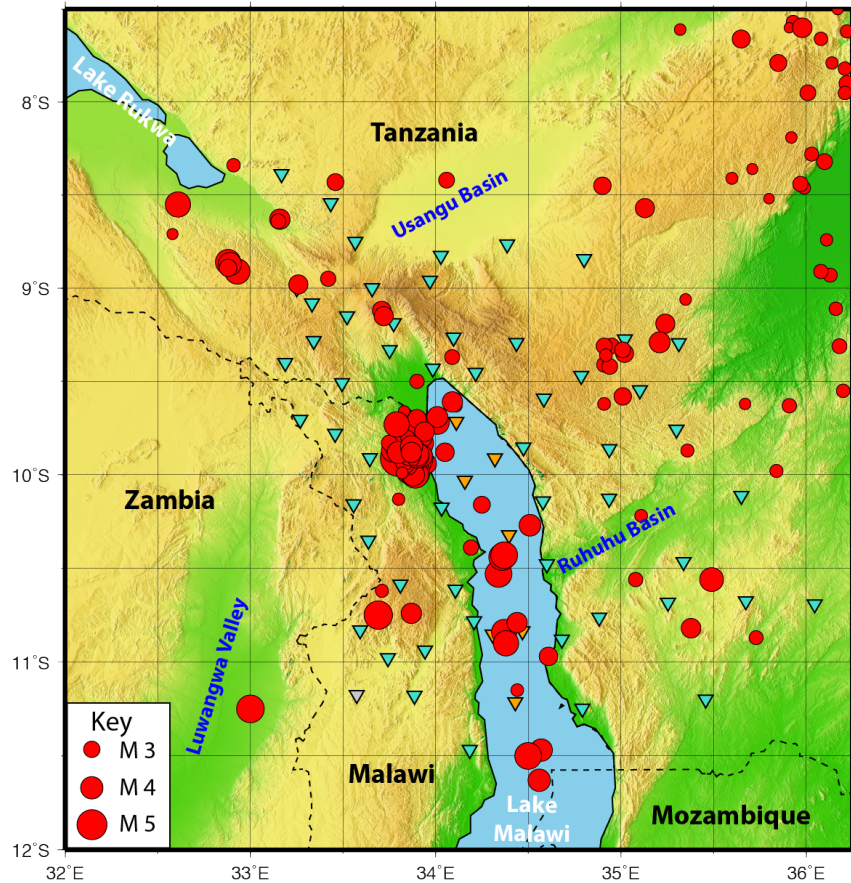 8°S
Lake Rukwa
Tanzania
Usangu Basin
9°S
10°S
Zambia
Ruhuhu Basin
11°S
Luwangwa Valley
Key
M 3
M 4
M 5
Malawi
Lake
Malawi
Mozambique
12°S
32°E
33°E
34°E
35°E
36°E